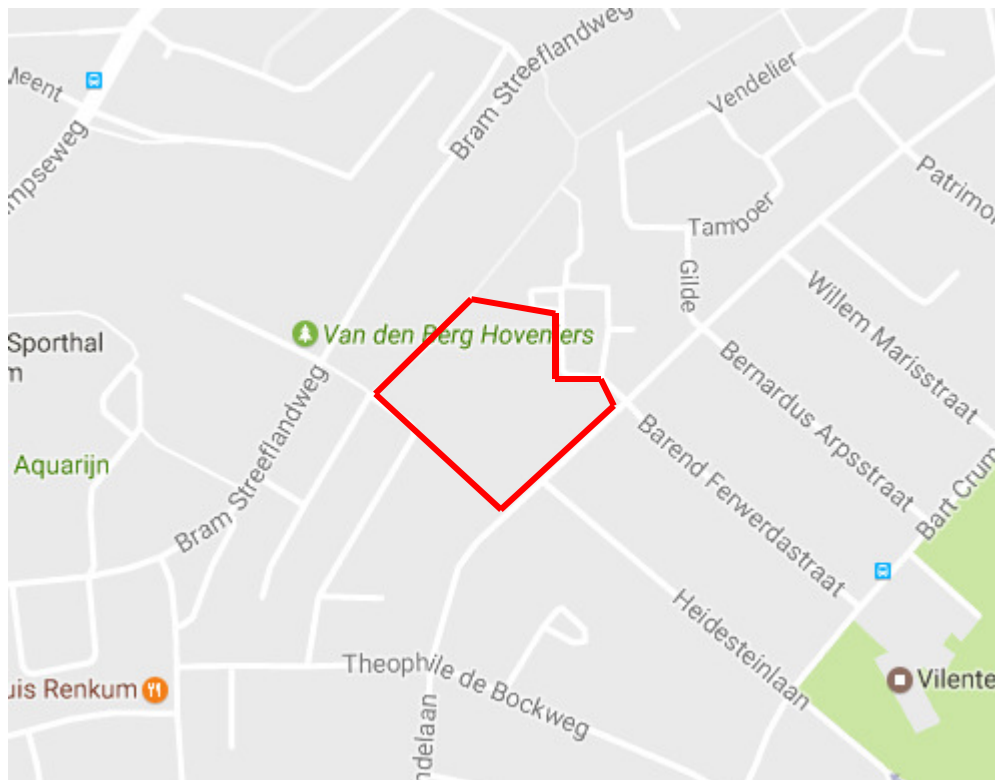 Bram Streeflandweg
Vendelier
Meent
mpseweg
Patrimo
Tamboer
Gilde
Willem Marisstraat
Van den Berg Hoveniers
Sporthal
m
Bernardus Arpsstraat
Bram Streeflandweg
Barend Ferwerdastraat
Aquarijn
Bart Crum
Heidesteinlaan
Theophile de Bockweg
uis Renkum
Vilente
ndelaan